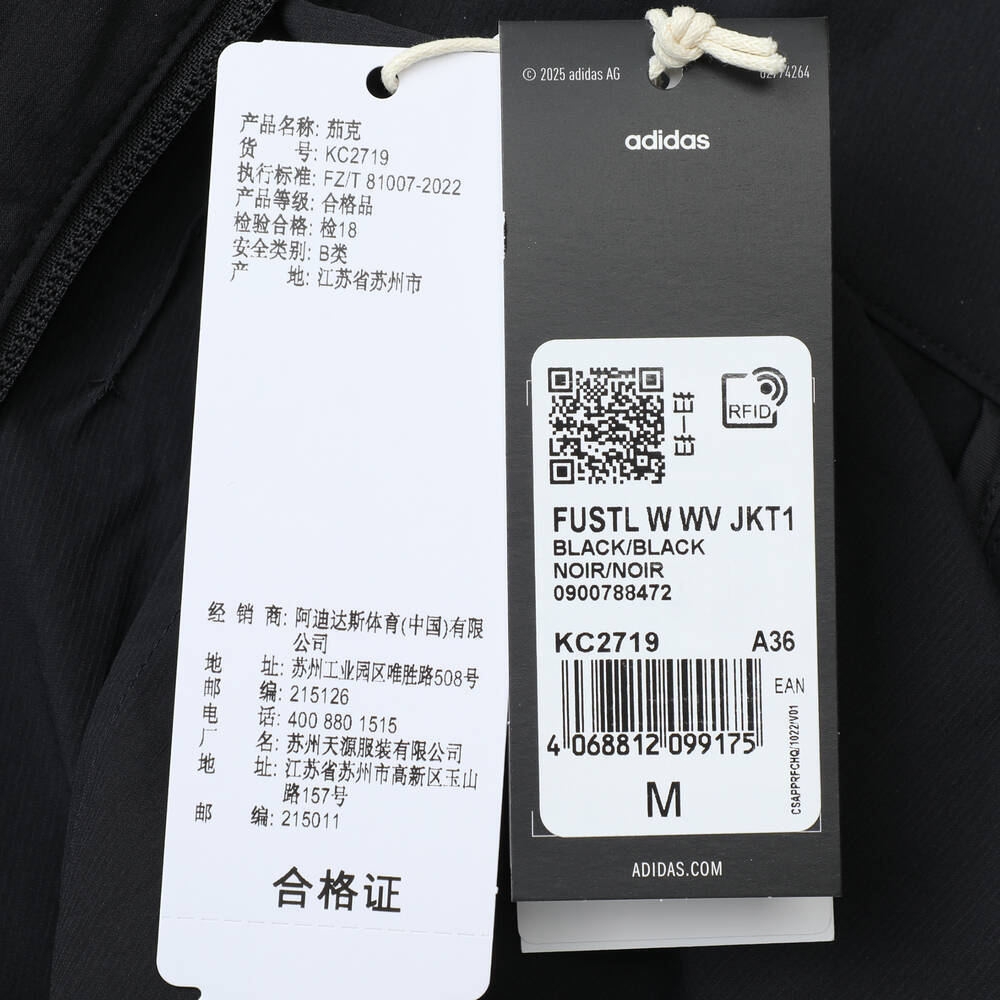 产品名称: 茄克
货 号: KC2719
执行标准: FZ/T 81007-2022
产品等级: 合格品
检验合格: 检18
安全类别: B类
产 地: 江苏省苏州市
经 销 商: 阿迪达斯体育(中国)有限
公司
地 址: 苏州工业园区唯胜路508号
邮 编: 215126
电 话: 400 880 1515
厂 名: 苏州天源服装有限公司
地 址: 江苏省苏州市高新区玉山
路157号
邮 编: 215011
合格证
© 2025 adidas AG
adidas
扫一扫
RFID
FUSTL W WV JKT1
BLACK/BLACK
NOIR/NOIR
0900788472
KC2719 A36
EAN
4 068812 099175
CSAPPRFCHQ/1022/V01
M
ADIDAS.COM